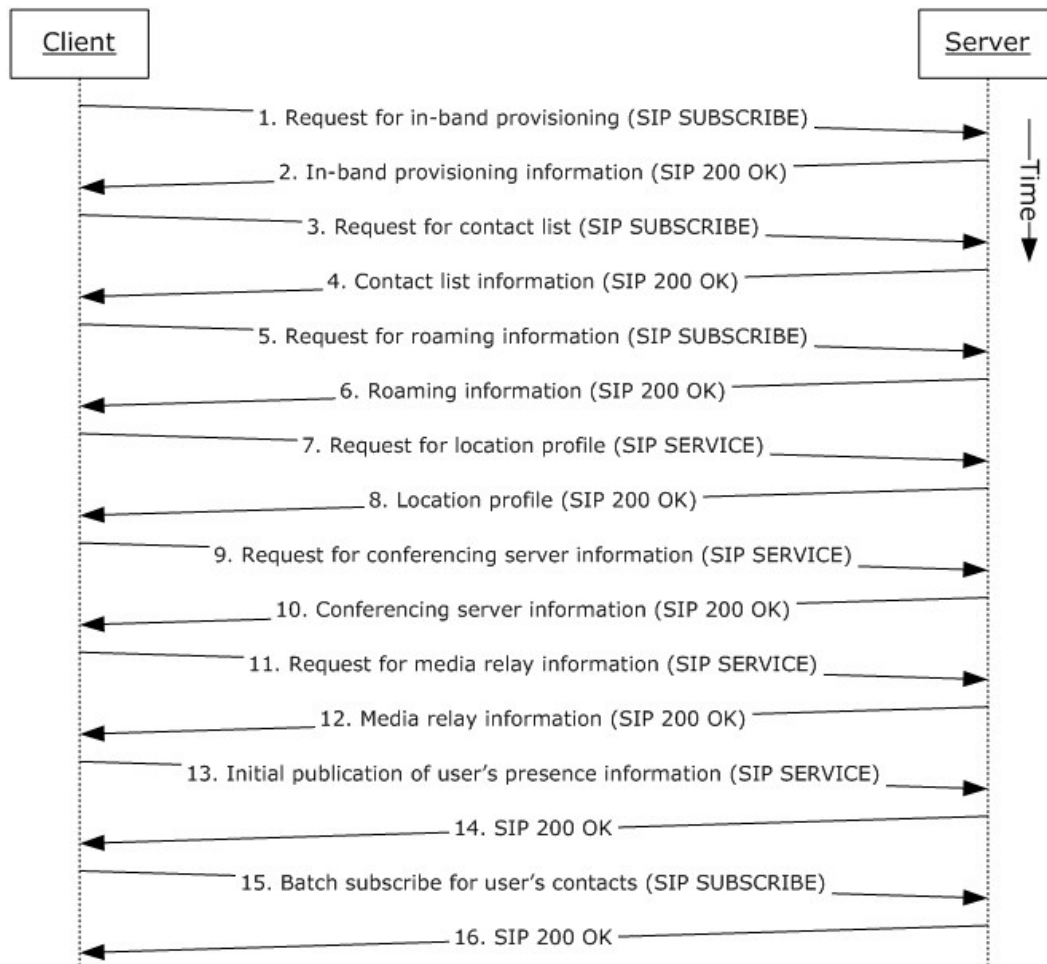 Client
Server
1. Request for in-band provisioning (SIP SUBSCRIBE)
Time
2. In-band provisioning information (SIP 200 OK)
3. Request for contact list (SIP SUBSCRIBE)
4. Contact list information (SIP 200 OK)
5. Request for roaming information (SIP SUBSCRIBE)
6. Roaming information (SIP 200 OK)
7. Request for location profile (SIP SERVICE)
8. Location profile (SIP 200 OK)
9. Request for conferencing server information (SIP SERVICE)
10. Conferencing server information (SIP 200 OK)
11. Request for media relay information (SIP SERVICE)
12. Media relay information (SIP 200 OK)
13. Initial publication of user’s presence information (SIP SERVICE)
14. SIP 200 OK
15. Batch subscribe for user’s contacts (SIP SUBSCRIBE)
16. SIP 200 OK